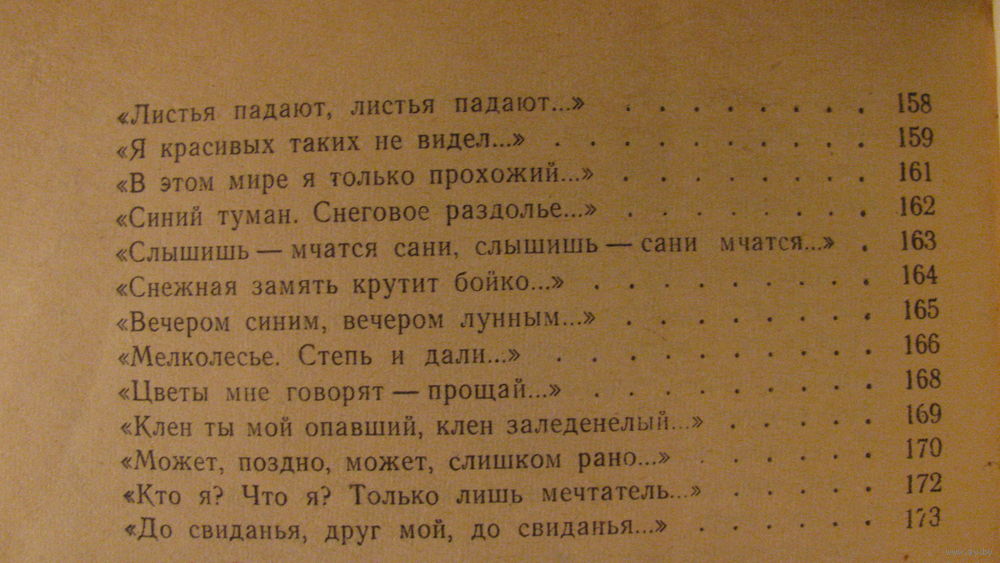 «Листья падают, листья падают...» . . . . . . . . 158
«Я красивых таких не видел...» . . . . . . . . . . 159
«В этом мире я только прохожий...» . . . . . . . . 161
«Синий туман. Снеговое раздолье...» . . . . . . . . 162
«Слышишь — мчатся сани, слышишь — сани мчатся...» . 163
«Снежная замять крутит бойко...» . . . . . . . . . 164
«Вечером синим, вечером лунным...» . . . . . . . . 165
«Мелколесье. Степь и дали...» . . . . . . . . . . 166
«Цветы мне говорят — прощай...» . . . . . . . . . 168
«Клен ты мой опавший, клен заледенелый...» . . . . . 169
«Может, поздно, может, слишком рано...» . . . . . . 170
«Кто я? Что я? Только лишь мечтатель...» . . . . . 172
«До свиданья, друг мой, до свиданья...» . . . . . . 173